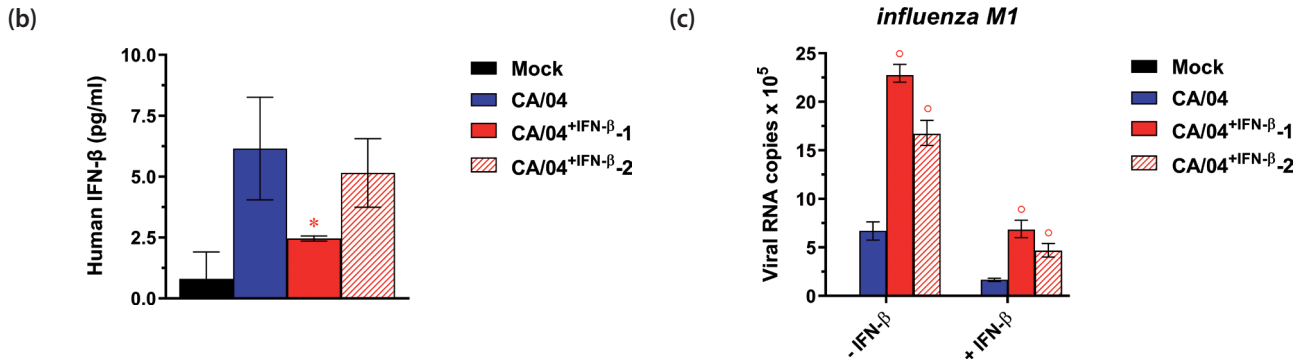 (b)
Human IFN-β (pg/ml)
10.0
7.5
5.0
2.5
0.0
*
Mock
CA/04
CA/04⁺ᴵᶠᴺ⁻ᵝ-1
CA/04⁺ᴵᶠᴺ⁻ᵝ-2
(c)
influenza M1
Viral RNA copies x 10⁵
25
20
15
10
5
0
- IFN-β
+ IFN-β
Mock
CA/04
CA/04⁺ᴵᶠᴺ⁻ᵝ-1
CA/04⁺ᴵᶠᴺ⁻ᵝ-2